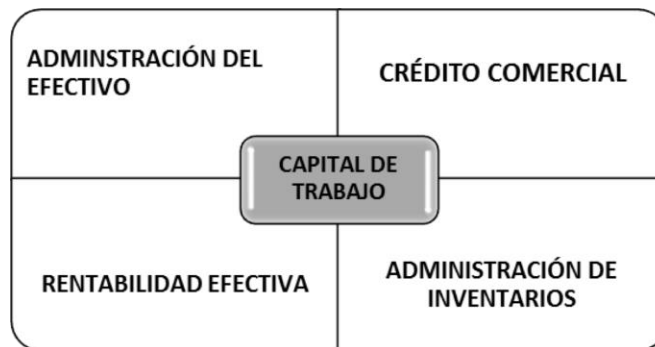 ADMINSTRACIÓN DEL
EFECTIVO
CRÉDITO COMERCIAL
CAPITAL DE
TRABAJO
RENTABILIDAD EFECTIVA
ADMINISTRACIÓN DE
INVENTARIOS